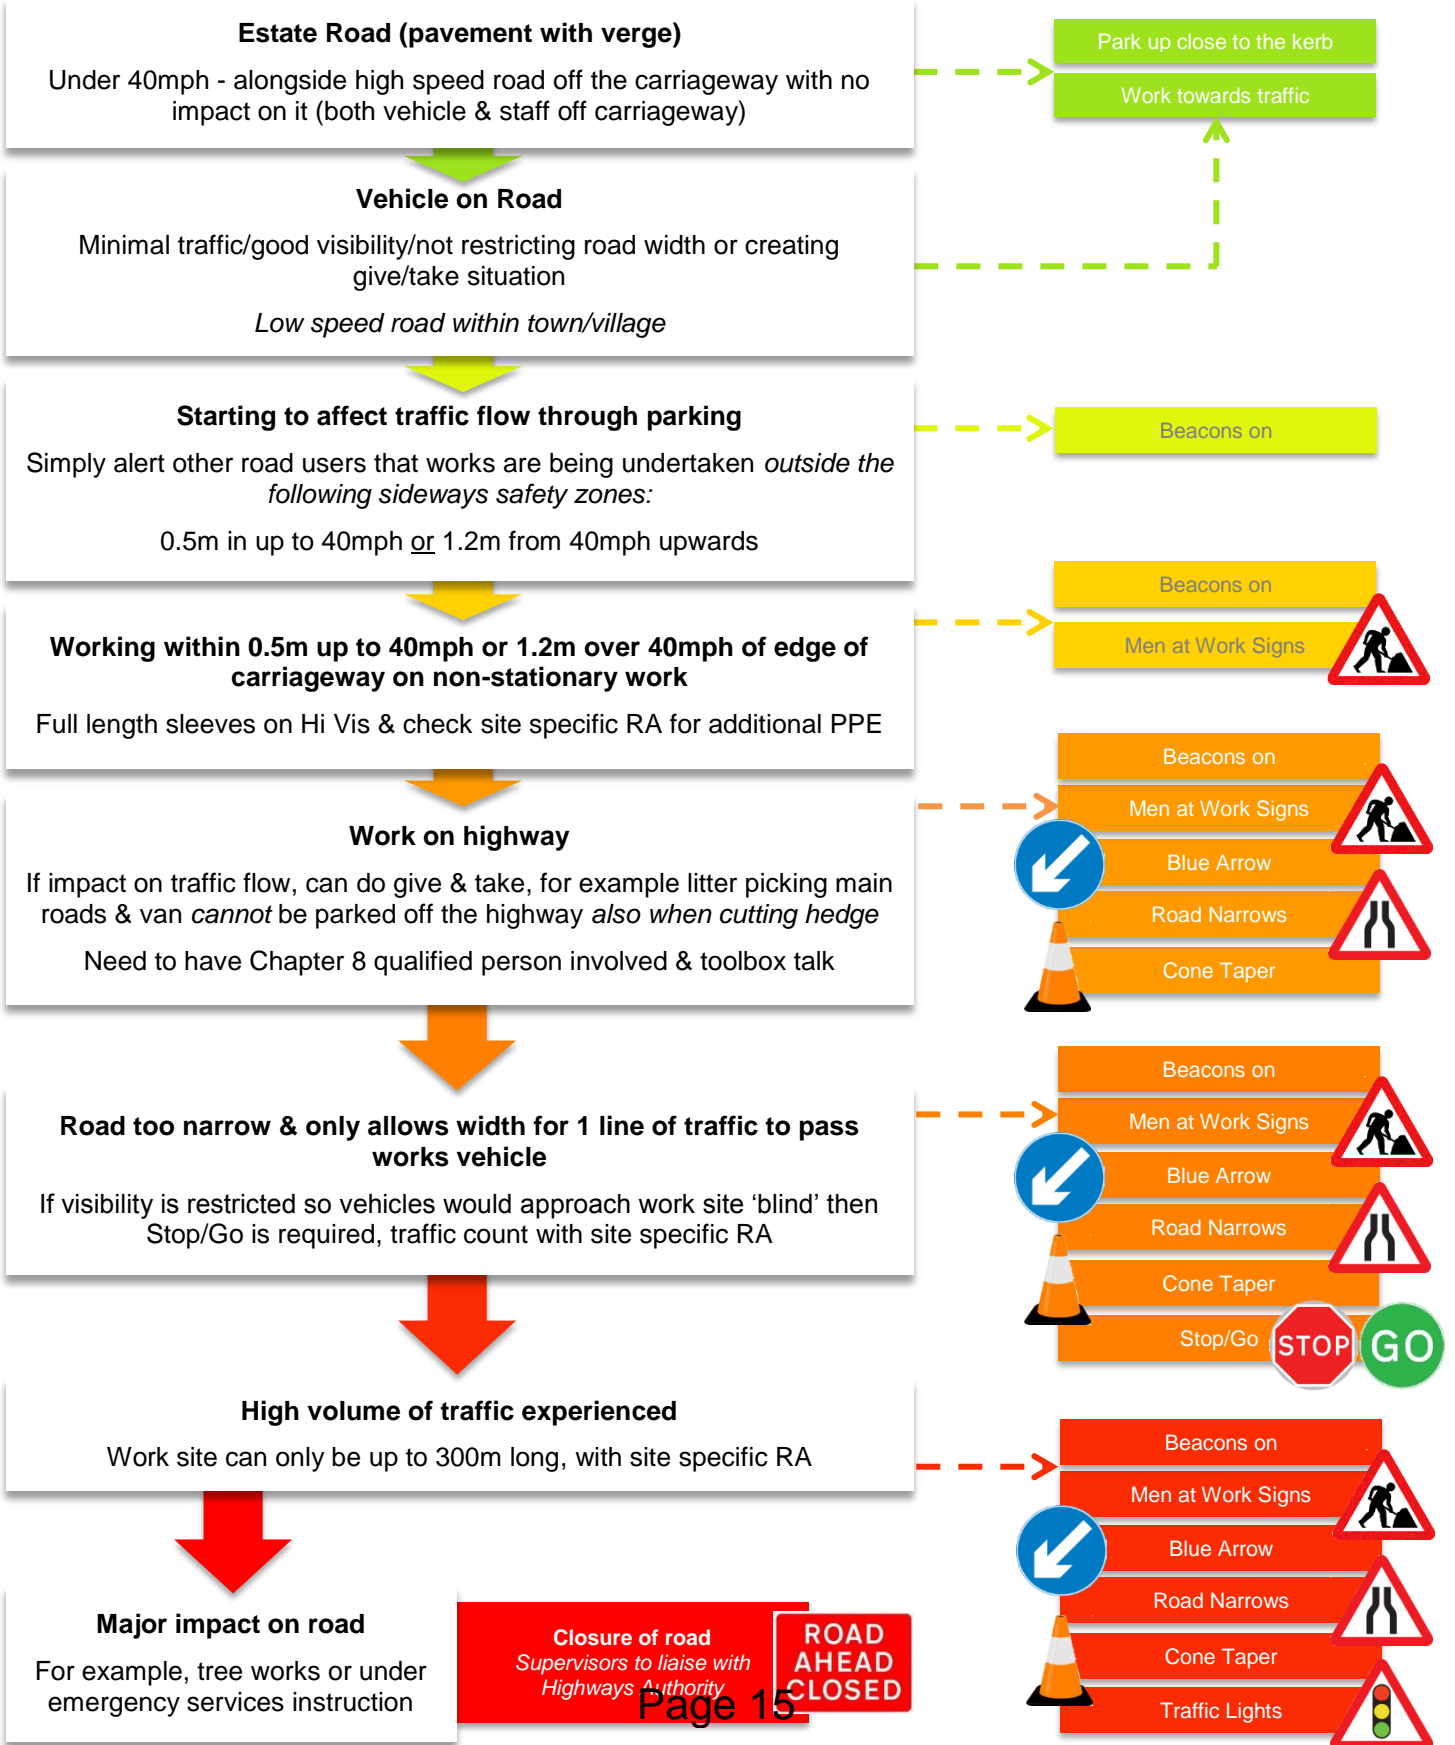 Estate Road (pavement with verge)
Under 40mph - alongside high speed road off the carriageway with no
impact on it (both vehicle & staff off carriageway)
Park up close to the kerb
Work towards traffic
Vehicle on Road
Minimal traffic/good visibility/not restricting road width or creating
give/take situation
Low speed road within town/village
Starting to affect traffic flow through parking
Simply alert other road users that works are being undertaken outside the
following sideways safety zones:
0.5m in up to 40mph or 1.2m from 40mph upwards
Beacons on
Working within 0.5m up to 40mph or 1.2m over 40mph of edge of
carriageway on non-stationary work
Full length sleeves on Hi Vis & check site specific RA for additional PPE
Beacons on
Men at Work Signs
Work on highway
If impact on traffic flow, can do give & take, for example litter picking main
roads & van cannot be parked off the highway also when cutting hedge
Need to have Chapter 8 qualified person involved & toolbox talk
Beacons on
Men at Work Signs
Blue Arrow
Road Narrows
Cone Taper
Road too narrow & only allows width for 1 line of traffic to pass
works vehicle
If visibility is restricted so vehicles would approach work site ‘blind’ then
Stop/Go is required, traffic count with site specific RA
Beacons on
Men at Work Signs
Blue Arrow
Road Narrows
Cone Taper
Stop/Go
STOP
GO
High volume of traffic experienced
Work site can only be up to 300m long, with site specific RA
Beacons on
Men at Work Signs
Blue Arrow
Road Narrows
Cone Taper
Traffic Lights
Major impact on road
For example, tree works or under
emergency services instruction
Closure of road
Supervisors to liaise with
Highways Authority
ROAD
AHEAD
CLOSED
Page 15